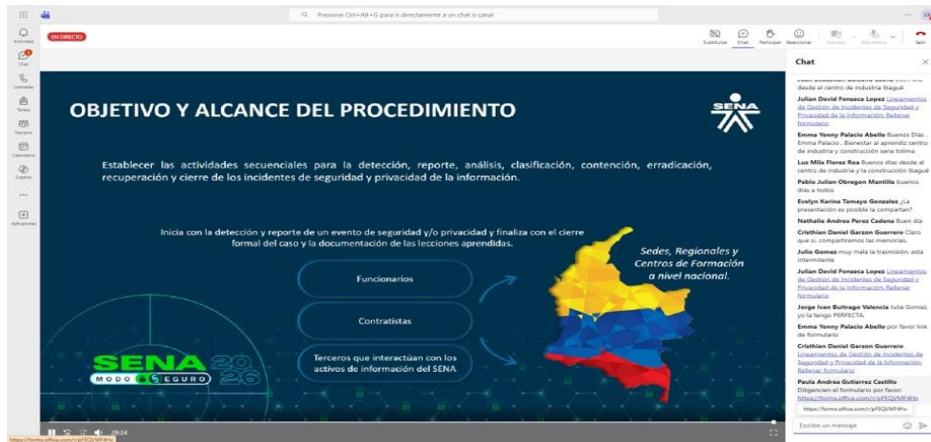 Presione Ctrl+Alt+G para ir directamente a un chat o canal
EN DIRECTO
Chat
Participar
Reaccionar
Salir
OBJETIVO Y ALCANCE DEL PROCEDIMIENTO
SENA
Establecer las actividades secuenciales para la detección, reporte, análisis, clasificación, contención, erradicación,
recuperación y cierre de los incidentes de seguridad y privacidad de la información.
Inicia con la detección y reporte de un evento de seguridad y/o privacidad y finaliza con el cierre
formal del caso y la documentación de las lecciones aprendidas.
Funcionarios
Contratistas
Terceros que interactúan con los
activos de información del SENA
Sedes, Regionales y
Centros de Formación
a nivel nacional.
SENA 2026
MODO SEGURO
28:24
Chat
desde el centro de industria Ibagué
Julian David Fonseca Lopez Lineamientos
de Gestión de Incidentes de Seguridad y
Privacidad de la Información Rellenar
formulario
Emma Yenny Palacio Abello Buenos Días ,
Emma Palacio , Bienestar al aprendiz centro
de industria y construcción sena tolima
Luz Mila Florez Roa Buenos días desde el
centro de industria y la construcción Ibagué
Pablo Julian Obregon Mantilla buenos
días a todos
Evelyn Karina Tamayo Gonzalez ¿La
presentación es posible la compartan?
Nathalie Andrea Perez Cadena Buen día
Cristhian Daniel Garzon Guerrero Claro
que si, compartiremos las memorias.
Julio Gomez muy mala la trasmisión, está
intermitente
Julian David Fonseca Lopez Lineamientos
de Gestión de Incidentes de Seguridad y
Privacidad de la Información Rellenar
formulario
Jorge Ivan Buitrago Valencia Julia Gomez,
yo la tengo PERFECTA.
Emma Yenny Palacio Abello por favor link
de formulario
Cristhian Daniel Garzon Guerrero
Lineamientos de Gestión de Incidentes de
Seguridad y Privacidad de la Información
Rellenar formulario
Paula Andrea Gutierrez Castillo
Diligencien el formulario por favor:
Escribe un mensaje